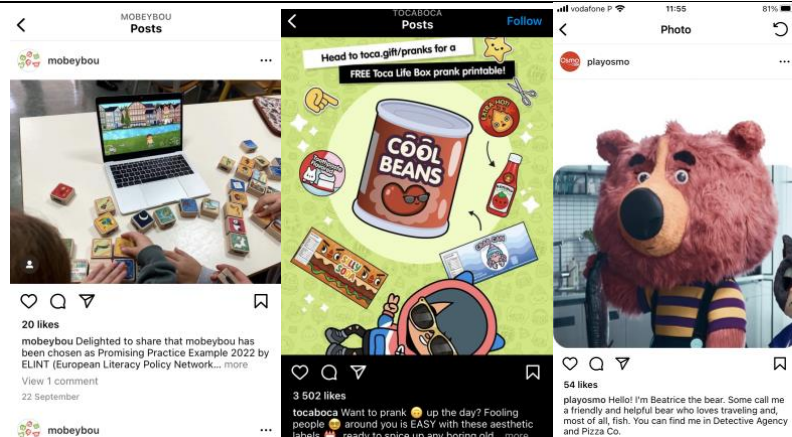 MOBEYBOU
Posts
mobeybou
20 likes
mobeybou Delighted to share that mobeybou has
been chosen as Promising Practice Example 2022 by
ELINT (European Literacy Policy Network... more
View 1 comment
22 September
mobeybou
TOCABOCA
Posts
Follow
Head to toca.gift/pranks for a
FREE Toca Life Box prank printable!
EXTRA HOT
COOL
BEANS
3 502 likes
tocaboca Want to prank 🙃 up the day? Fooling
people 😎 around you is EASY with these aesthetic
labels ready to spice up any boring old... more
vodafone P
11:55
81%
Photo
Osmo
playosmo
54 likes
playosmo Hello! I'm Beatrice the bear. Some call me
a friendly and helpful bear who loves traveling and,
most of all, fish. You can find me in Detective Agency
and Pizza Co.